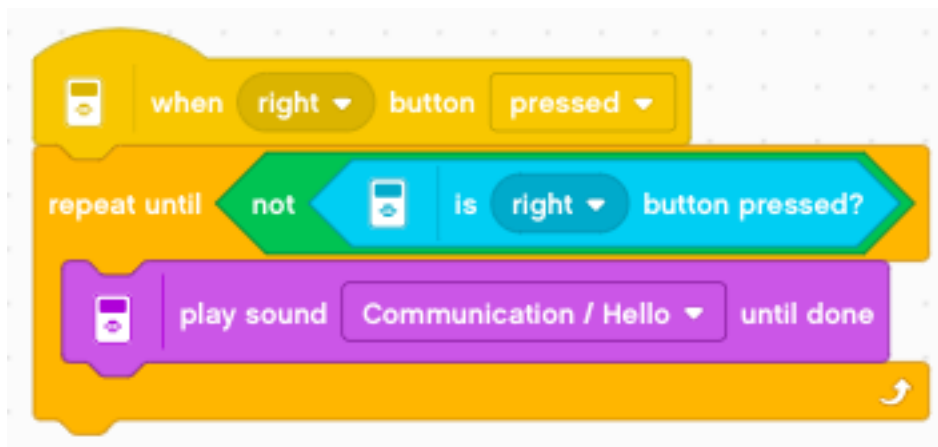 when right button pressed
repeat until not is right button pressed?
play sound Communication / Hello until done